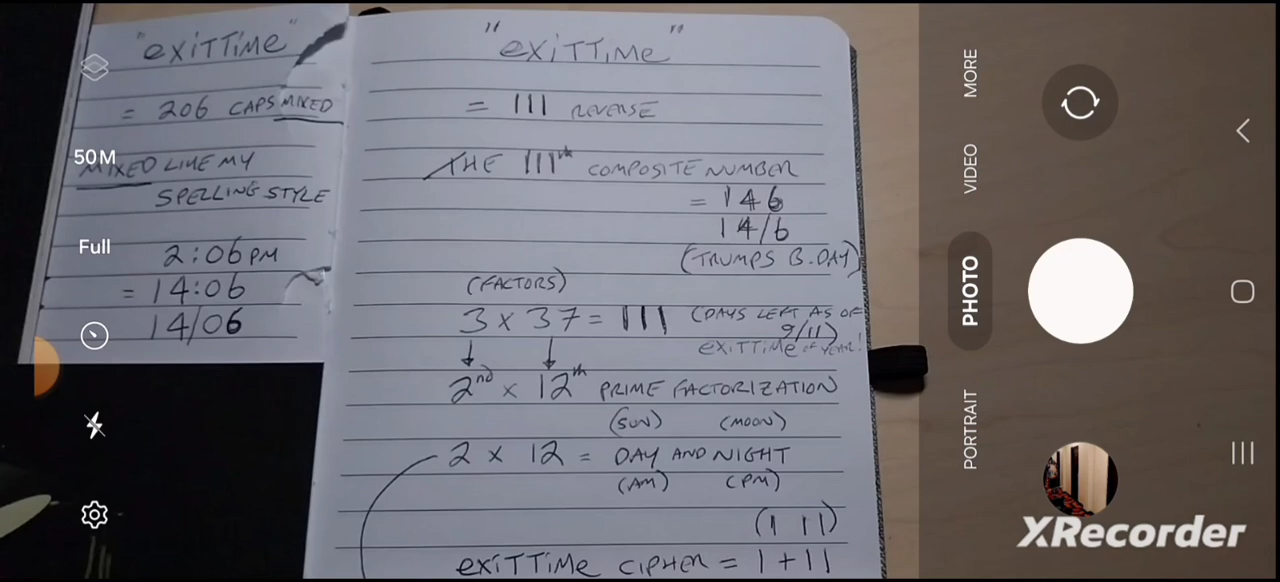 "exiTTiMe"
= 206 CAPS MIXED
MIXED LIKE MY
SPELLING STYLE
2:06 PM
= 14:06
14/06
"exiTTiMe"
= 111 REVERSE
THE 111th COMPOSITE NUMBER
= 146
14/6
(TRUMPS B.DAY)
(FACTORS)
3 x 37 = 111 (DAYS LEFT AS OF
9/11)
exiTTiMe OF YEAR!
2nd x 12th PRIME FACTORIZATION
(SUN) (MOON)
2 x 12 = DAY AND NIGHT
(AM) (PM)
(1 11)
exiTTiMe CIPHER = 1+11
50M
Full
MORE
VIDEO
PHOTO
PORTRAIT
XRecorder